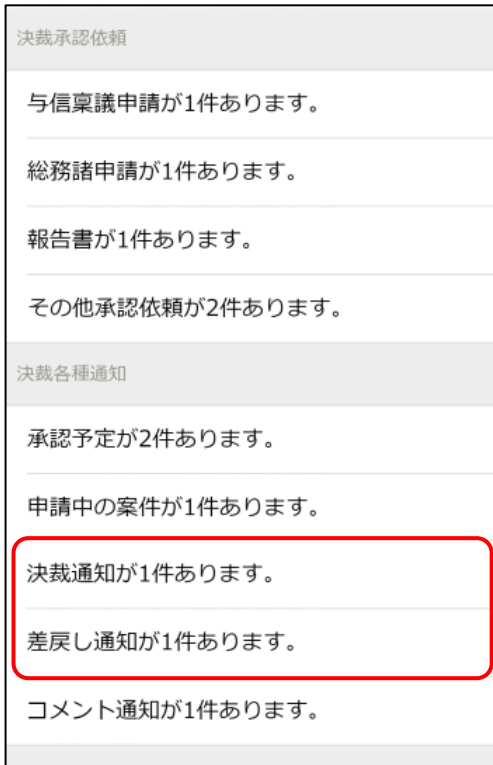 決裁承認依頼
与信稟議申請が1件あります。
総務諸申請が1件あります。
報告書が1件あります。
その他承認依頼が2件あります。
決裁各種通知
承認予定が2件あります。
申請中の案件が1件あります。
決裁通知が1件あります。
差戻し通知が1件あります。
コメント通知が1件あります。